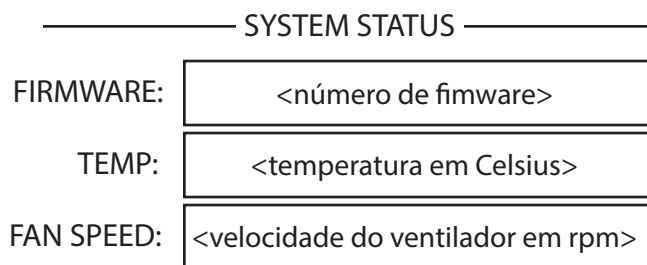 SYSTEM STATUS
FIRMWARE: <número de fimware>
TEMP: <temperatura em Celsius>
FAN SPEED: <velocidade do ventilador em rpm>